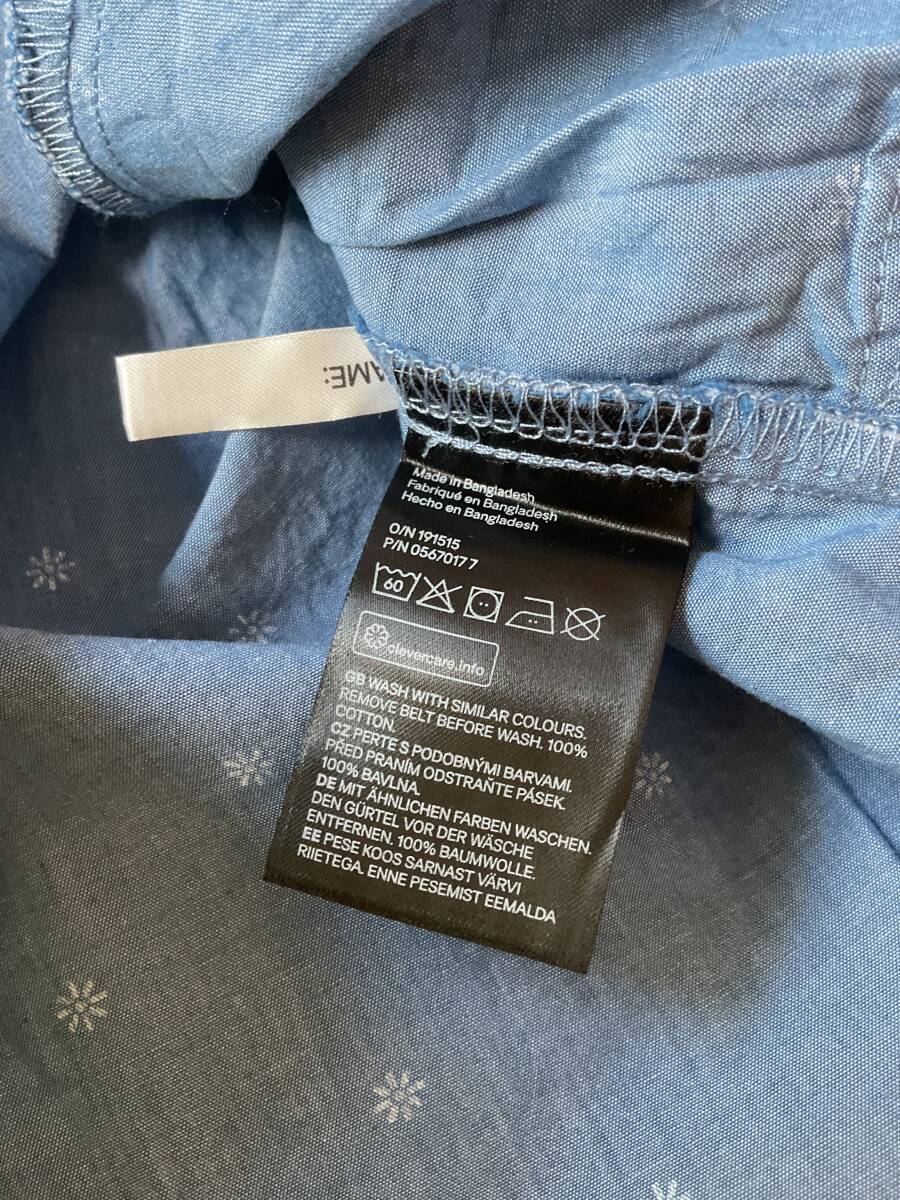 AME:
Made in Bangladesh
Fabriqué en Bangladesh
Hecho en Bangladesh
O/N 191515
P/N 0567017 7
60
clevercare.info
GB WASH WITH SIMILAR COLOURS.
REMOVE BELT BEFORE WASH. 100%
COTTON.
CZ PERTE S PODOBNÝMI BARVAMI.
PŘED PRANÍM ODSTRAŇTE PÁSEK.
100% BAVLNA.
DE MIT ÄHNLICHEN FARBEN WASCHEN.
DEN GÜRTEL VOR DER WÄSCHE
ENTFERNEN. 100% BAUMWOLLE.
EE PESE KOOS SARNAST VÄRVI
RIIETEGA. ENNE PESEMIST EEMALDA